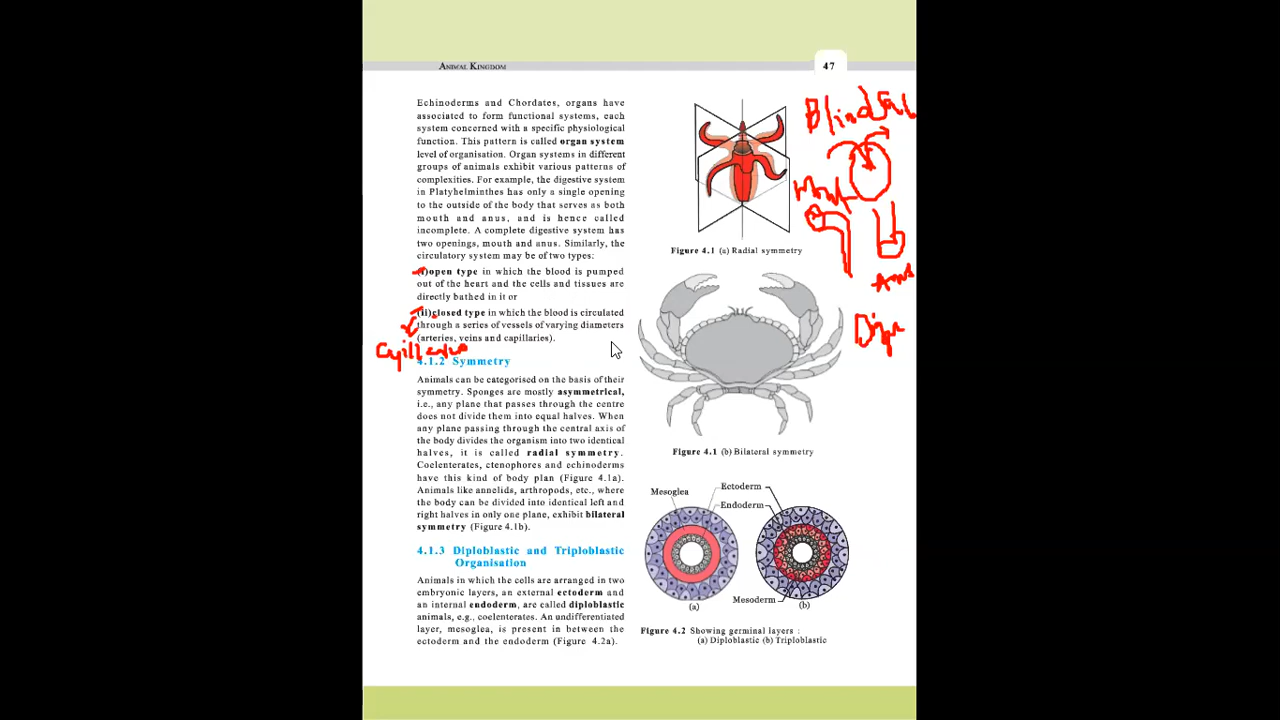 ANIMAL KINGDOM
47
Echinoderms and Chordates, organs have
associated to form functional systems, each
system concerned with a specific physiological
function. This pattern is called organ system
level of organisation. Organ systems in different
groups of animals exhibit various patterns of
complexities. For example, the digestive system
in Platyhelminthes has only a single opening
to the outside of the body that serves as both
mouth and anus, and is hence called
incomplete. A complete digestive system has
two openings, mouth and anus. Similarly, the
circulatory system may be of two types:
(i)open type in which the blood is pumped
out of the heart and the cells and tissues are
directly bathed in it or
(ii)closed type in which the blood is circulated
through a series of vessels of varying diameters
(arteries, veins and capillaries).
4.1.2 Symmetry
Animals can be categorised on the basis of their
symmetry. Sponges are mostly asymmetrical,
i.e., any plane that passes through the centre
does not divide them into equal halves. When
any plane passing through the central axis of
the body divides the organism into two identical
halves, it is called radial symmetry.
Coelenterates, ctenophores and echinoderms
have this kind of body plan (Figure 4.1a).
Animals like annelids, arthropods, etc., where
the body can be divided into identical left and
right halves in only one plane, exhibit bilateral
symmetry (Figure 4.1b).
4.1.3 Diploblastic and Triploblastic
Organisation
Animals in which the cells are arranged in two
embryonic layers, an external ectoderm and
an internal endoderm, are called diploblastic
animals, e.g., coelenterates. An undifferentiated
layer, mesoglea, is present in between the
ectoderm and the endoderm (Figure 4.2a).
Blind
Figure 4.1 (a) Radial symmetry
Figure 4.1 (b) Bilateral symmetry
Mesoglea
Ectoderm
Endoderm
Mesoderm
(a)
(b)
Figure 4.2 Showing germinal layers :
(a) Diploblastic (b) Triploblastic